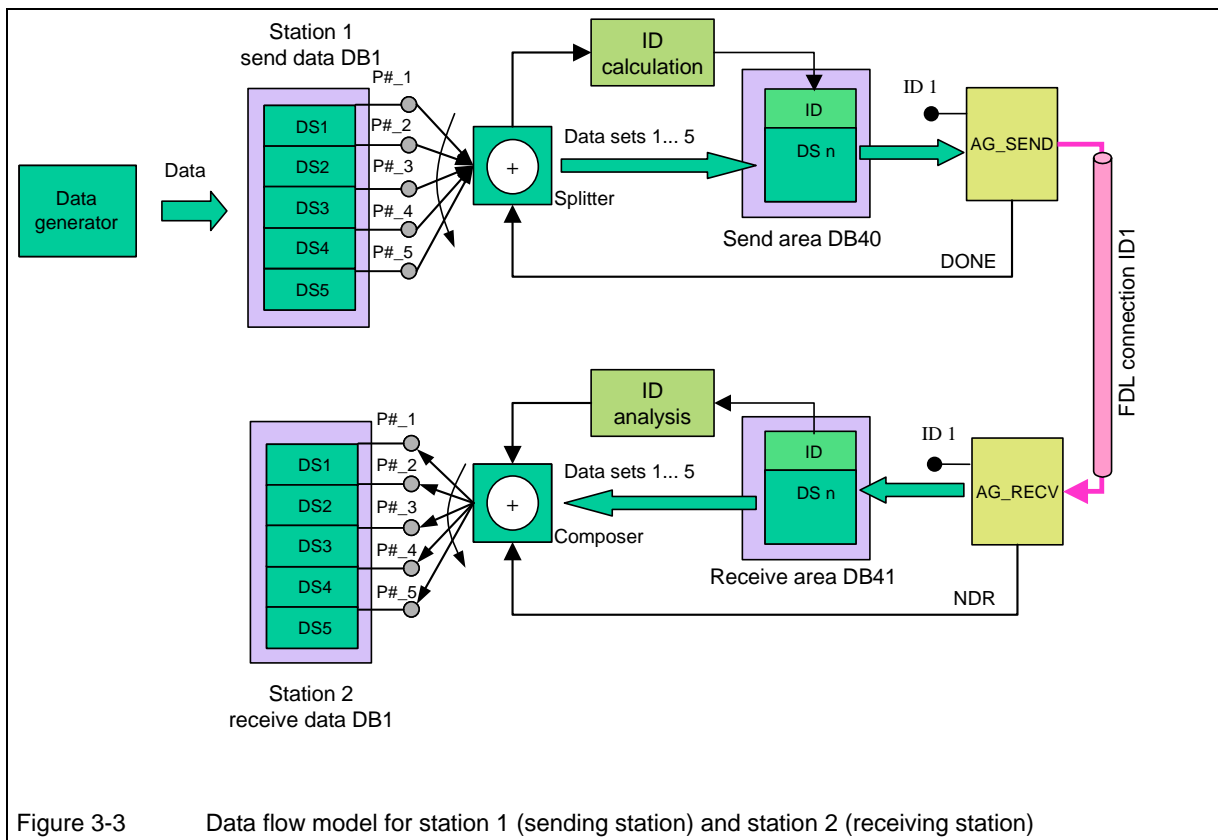 Station 1
send data DB1
P#_1
P#_2
P#_3
P#_4
P#_5
DS1
DS2
DS3
DS4
DS5
Data
generator
Data
ID
calculation
Splitter
Data sets 1... 5
ID
DS n
Send area DB40
ID 1
AG_SEND
DONE
FDL connection ID1
P#_1
P#_2
P#_3
P#_4
P#_5
DS1
DS2
DS3
DS4
DS5
Station 2
receive data DB1
ID
analysis
Composer
Data sets 1... 5
ID
DS n
Receive area DB41
ID 1
AG_RECV
NDR
Figure 3-3 Data flow model for station 1 (sending station) and station 2 (receiving station)